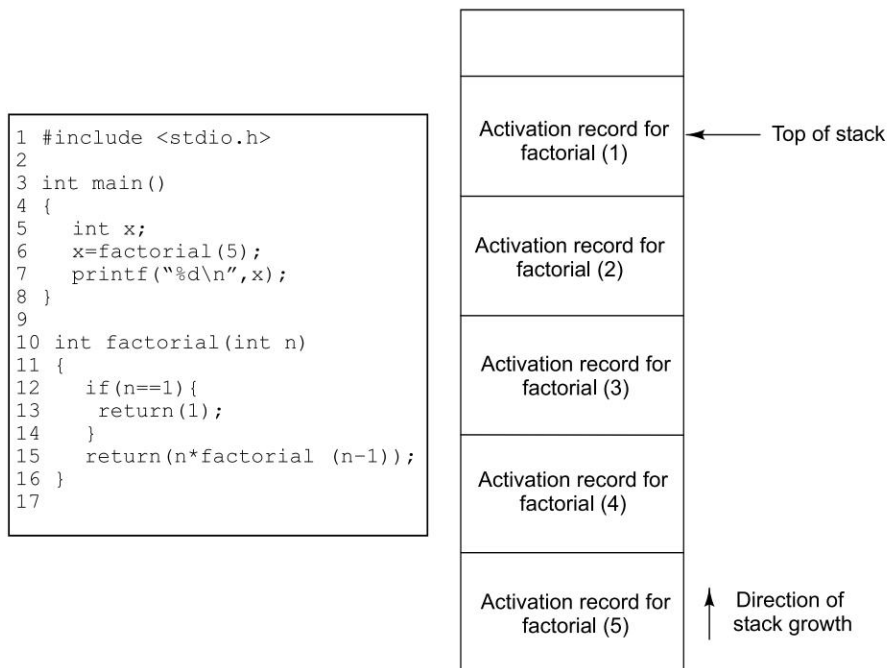 1 #include <stdio.h>
2
3 int main()
4 {
5 int x;
6 x=factorial(5);
7 printf(“%d\n”,x);
8 }
9
10 int factorial(int n)
11 {
12 if(n==1){
13 return(1);
14 }
15 return(n*factorial (n-1));
16 }
17
Activation record for
factorial (1)
Top of stack
Activation record for
factorial (2)
Activation record for
factorial (3)
Activation record for
factorial (4)
Activation record for
factorial (5)
Direction of
stack growth